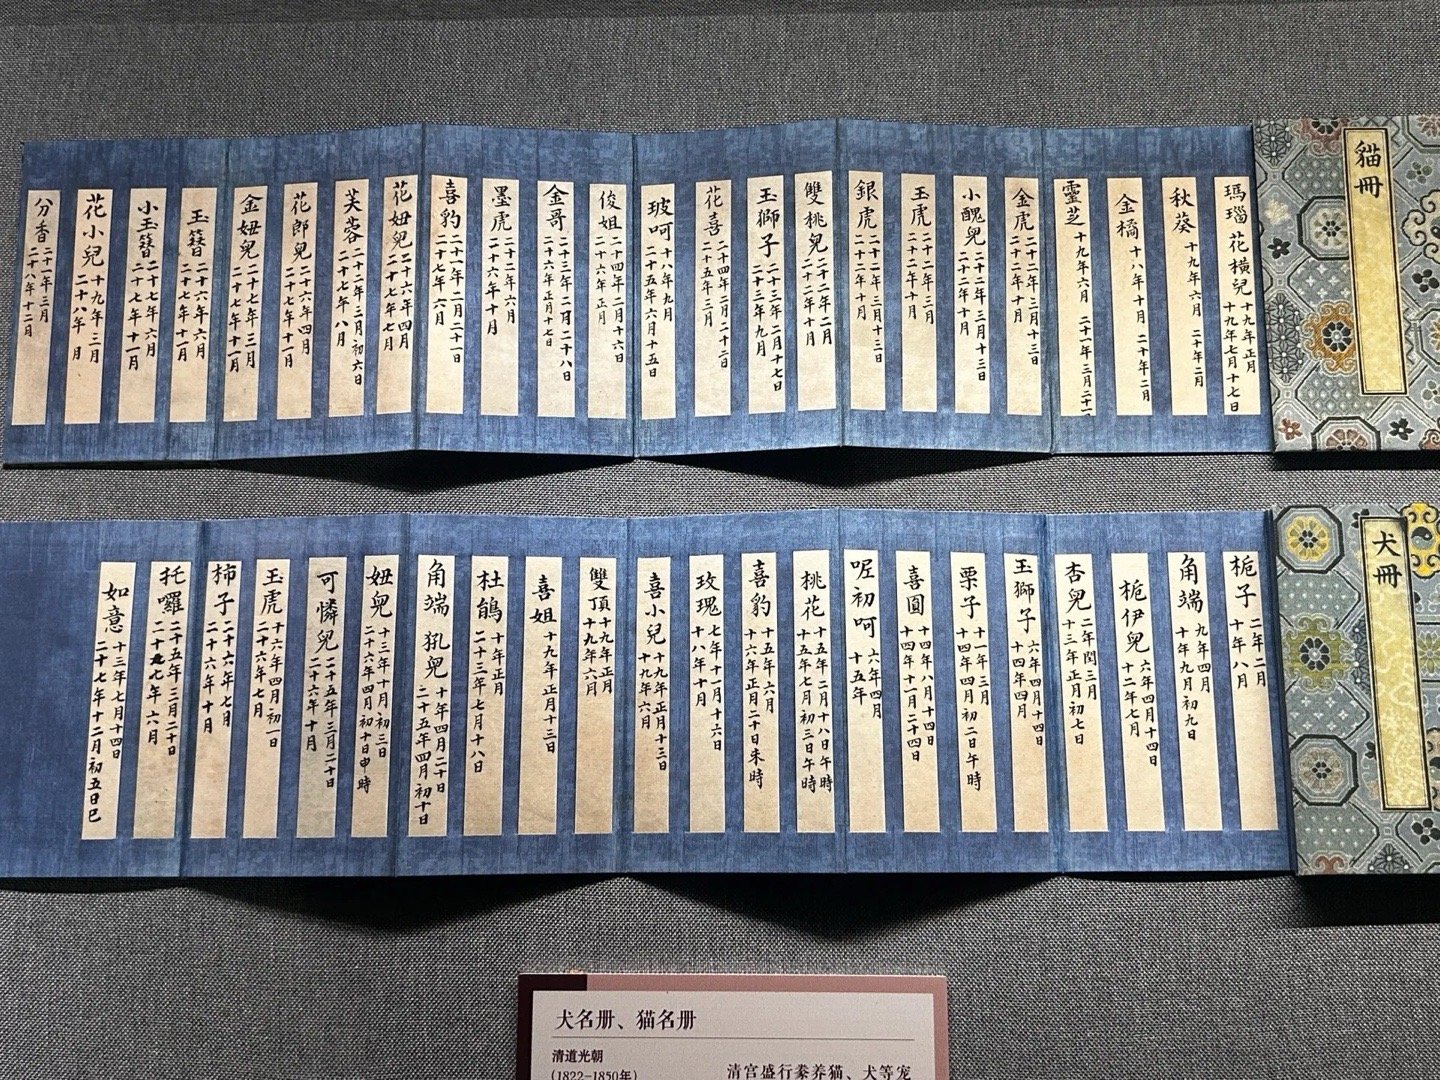 貓冊
瑪瑙 花橫兒 十九年正月
十九年七月十七日
秋葵 十九年六月 二十年二月
金橘 十八年十月 二十年二月
靈芝 十九年六月 二十一年三月二十一
金虎 二十二年三月十三日
二十二年十月
小醜兒 二十二年三月十三日
二十二年十月
玉虎 二十二年三月
二十二年十月
銀虎 二十二年三月十三日
二十二年十月
雙桃兒 二十二年二月
二十二年十月
玉獅子 二十三年二月十七日
二十三年九月
花喜 二十四年二月二十二日
二十五年三月
玻呵 十八年九月
二十五年六月十五日
俊姐 二十四年二月十六日
二十六年正月
金哥 二十三年二月二十八日
二十六年正月十七日
墨虎 二十二年六月
二十六年十月
喜豹 二十一年二月二十一日
二十七年六月
花妞兒 二十六年四月
二十七年七月
芙蓉 二十二年三月初六日
二十七年八月
花郎兒 二十六年四月
二十七年十一月
金妞兒 二十七年三月
二十七年十一月
玉簪 二十六年六月
二十七年十一月
小玉簪 二十七年六月
二十七年十一月
花小兒 十九年三月
二十八年 月
分香 二十一年三月
二十八年十二月
犬冊
梔子 二年二月
十年八月
角端 九年四月
十年九月初九日
梔伊兒 六年四月十四日
十二年七月
杏兒 二年閏三月
十三年正月初七日
玉獅子 六年四月十四日
十四年四月
栗子 十一年三月
十四年四月初二日午時
喜圓 十四年八月十四日
十四年十一月二十四日
呢初呵 六年四月
十五年
桃花 十五年二月十八日午時
十五年七月初三日午時
喜豹 十五年六月
十六年正月二十日未時
玫瑰 七年十一月十六日
十八年十月
喜小兒 十九年正月十三日
十九年六月
雙頂 十九年正月
十九年六月
喜姐 十九年正月十三日
杜鵑 十年正月
二十三年七月十八日
角端 犼兒 十年四月二十日
二十五年四月初十日
妞兒 十三年十月初三日
二十六年四月初十日申時
可憐兒 二十五年三月二十日
二十六年十月
玉虎 十六年四月初一日
二十六年七月
柿子 二十六年七月
二十六年十月
托囉 二十五年三月二十日
二十七年六月
如意 十三年七月十四日
二十七年十二月初五日巳
犬名册、猫名册
清道光朝
(1822–1850年)
清宫盛行豢养猫、犬等宠